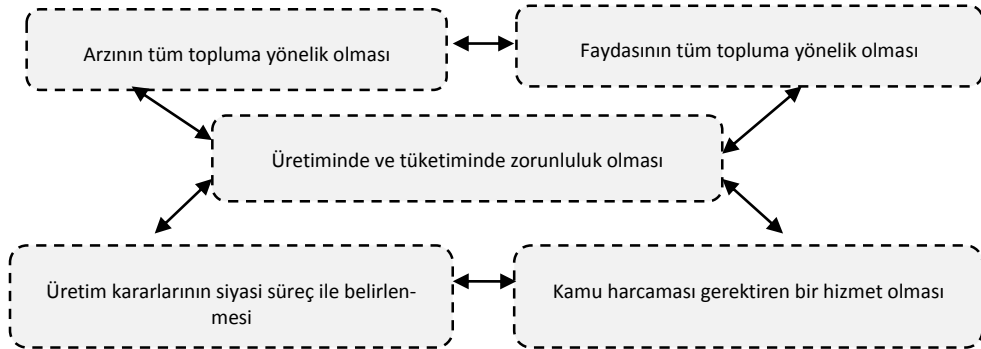 Arzının tüm topluma yönelik olması
Faydasının tüm topluma yönelik olması
Üretiminde ve tüketiminde zorunluluk olması
Üretim kararlarının siyasi süreç ile belirlen-
mesi
Kamu harcaması gerektiren bir hizmet olması